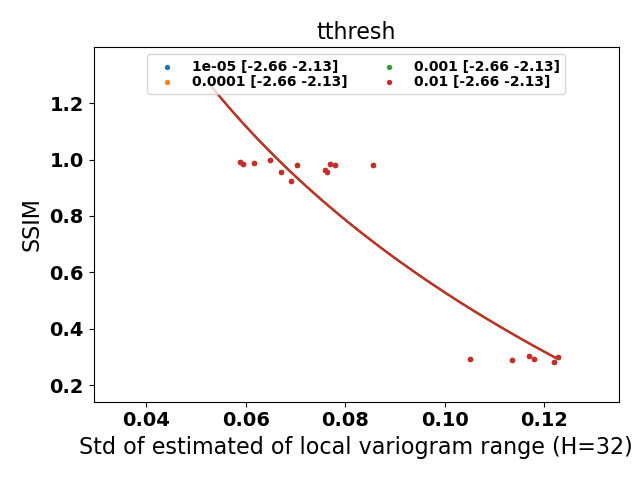 tthresh
1e-05 [-2.66 -2.13]
0.0001 [-2.66 -2.13]
0.001 [-2.66 -2.13]
0.01 [-2.66 -2.13]
SSIM
1.2
1.0
0.8
0.6
0.4
0.2
0.04 0.06 0.08 0.10 0.12
Std of estimated of local variogram range (H=32)